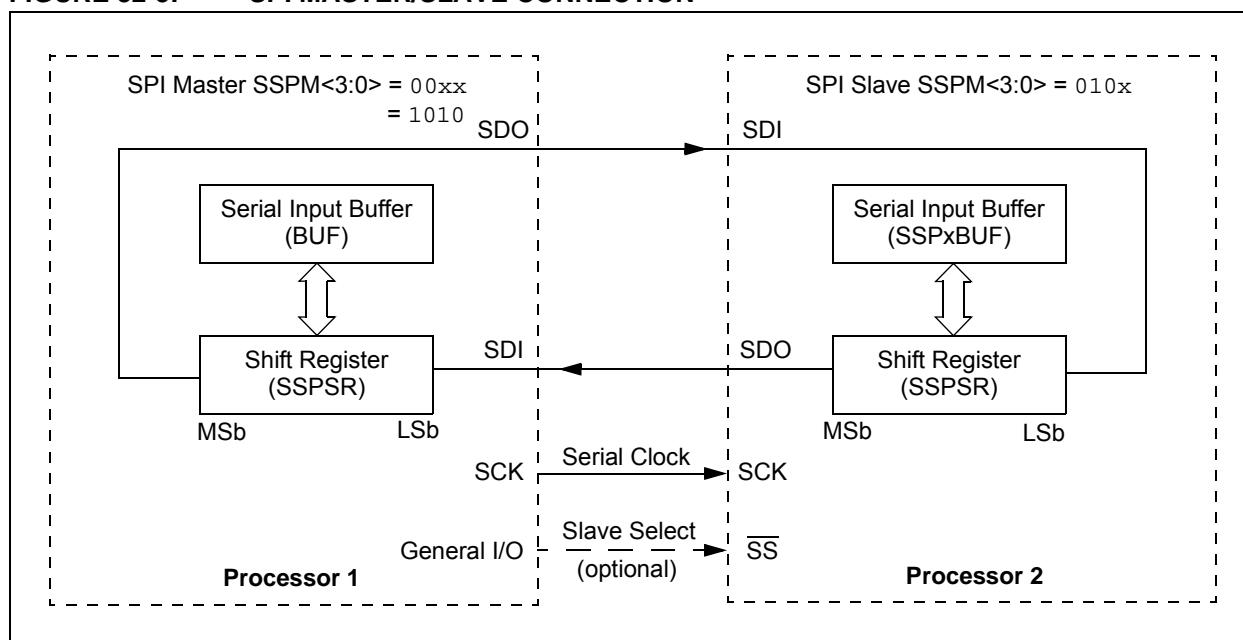 SPI Master SSPM<3:0> = 00xx
= 1010
SDO
Serial Input Buffer
(BUF)
Shift Register
(SSPSR)
MSb
LSb
SDI
SCK
General I/O
Processor 1
Serial Clock
Slave Select
(optional)
SPI Slave SSPM<3:0> = 010x
SDI
Serial Input Buffer
(SSPxBUF)
SDO
Shift Register
(SSPSR)
MSb
LSb
SCK
SS
Processor 2